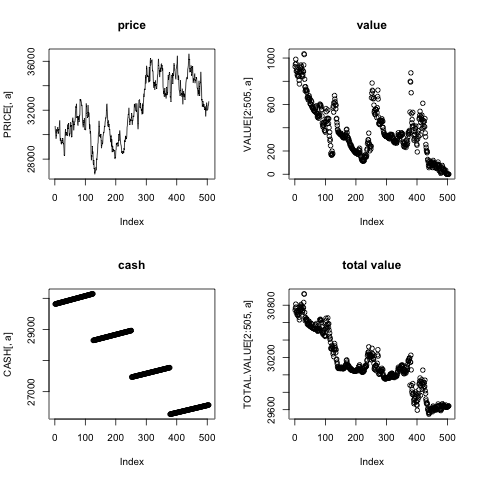 price
PRICE[, a]
28000 32000 36000
0 100 200 300 400 500
Index
value
VALUE[2:505, a]
0 200 400 600 1000
0 100 200 300 400 500
Index
cash
CASH[, a]
27000 29000
0 100 200 300 400 500
Index
total value
TOTAL.VALUE[2:505, a]
29600 30200 30800
0 100 200 300 400 500
Index